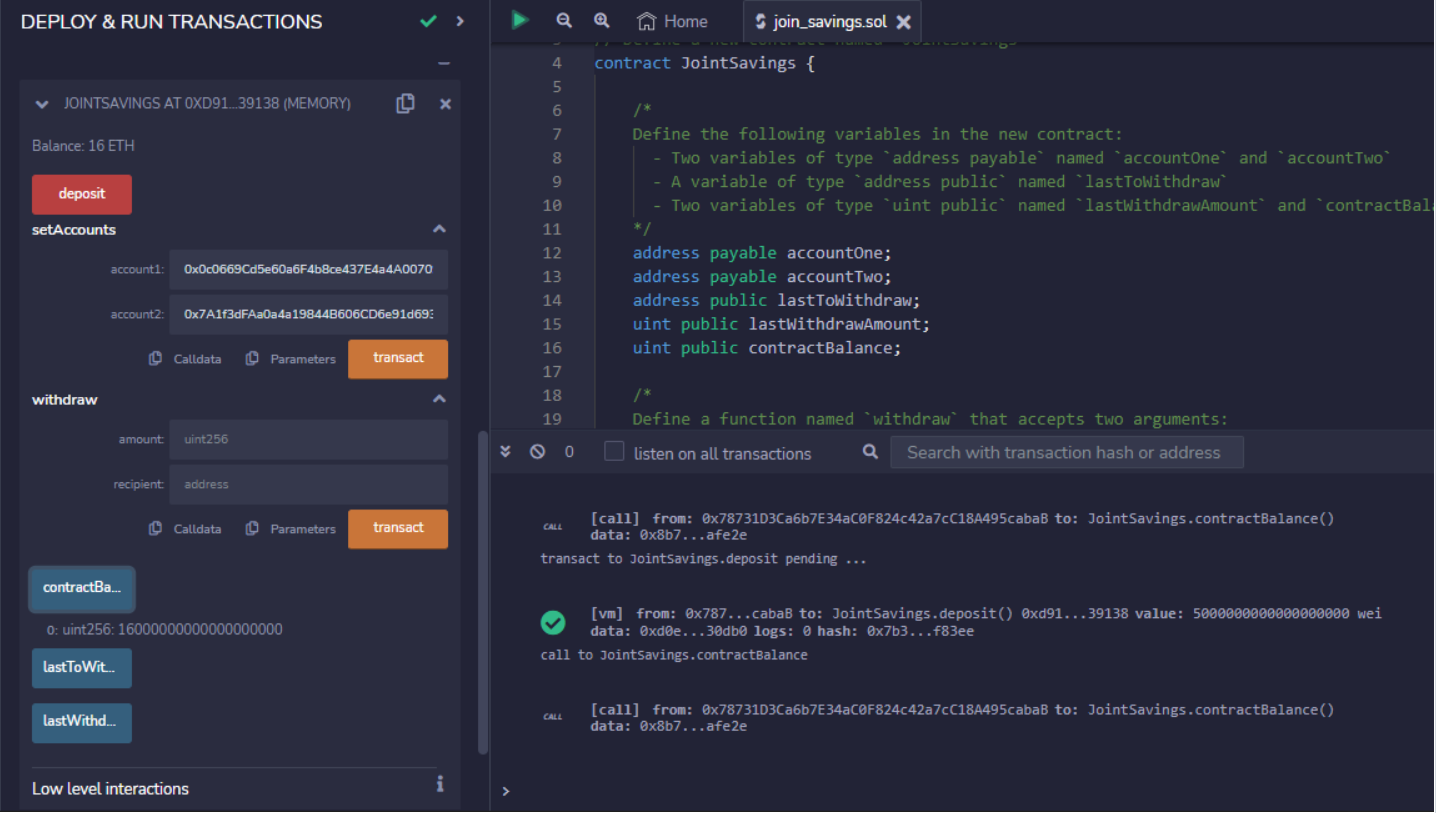 DEPLOY & RUN TRANSACTIONS
JOINTSAVINGS AT 0XD91...39138 (MEMORY)
Balance: 16 ETH
deposit
setAccounts
account1: 0x0c0669Cd5e60a6F4b8ce437E4a4A0070
account2: 0x7A1f3dFAa0a4a19844B606CD6e91d693
Calldata Parameters transact
withdraw
amount: uint256
recipient: address
Calldata Parameters transact
contractBa...
0: uint256: 16000000000000000000
lastToWit...
lastWithd...
Low level interactions
Home join_savings.sol
3 // Define a new contract named `JointSavings`
4 contract JointSavings {
5
6 /*
7 Define the following variables in the new contract:
8 - Two variables of type `address payable` named `accountOne` and `accountTwo`
9 - A variable of type `address public` named `lastToWithdraw`
10 - Two variables of type `uint public` named `lastWithdrawAmount` and `contractBal
11 */
12 address payable accountOne;
13 address payable accountTwo;
14 address public lastToWithdraw;
15 uint public lastWithdrawAmount;
16 uint public contractBalance;
17
18 /*
19 Define a function named `withdraw` that accepts two arguments:
0 listen on all transactions Search with transaction hash or address
CALL [call] from: 0x78731D3Ca6b7E34aC0F824c42a7cC18A495cabaB to: JointSavings.contractBalance()
data: 0x8b7...afe2e
transact to JointSavings.deposit pending ...
[vm] from: 0x787...cabaB to: JointSavings.deposit() 0xd91...39138 value: 5000000000000000000 wei
data: 0xd0e...30db0 logs: 0 hash: 0x7b3...f83ee
call to JointSavings.contractBalance
CALL [call] from: 0x78731D3Ca6b7E34aC0F824c42a7cC18A495cabaB to: JointSavings.contractBalance()
data: 0x8b7...afe2e
>